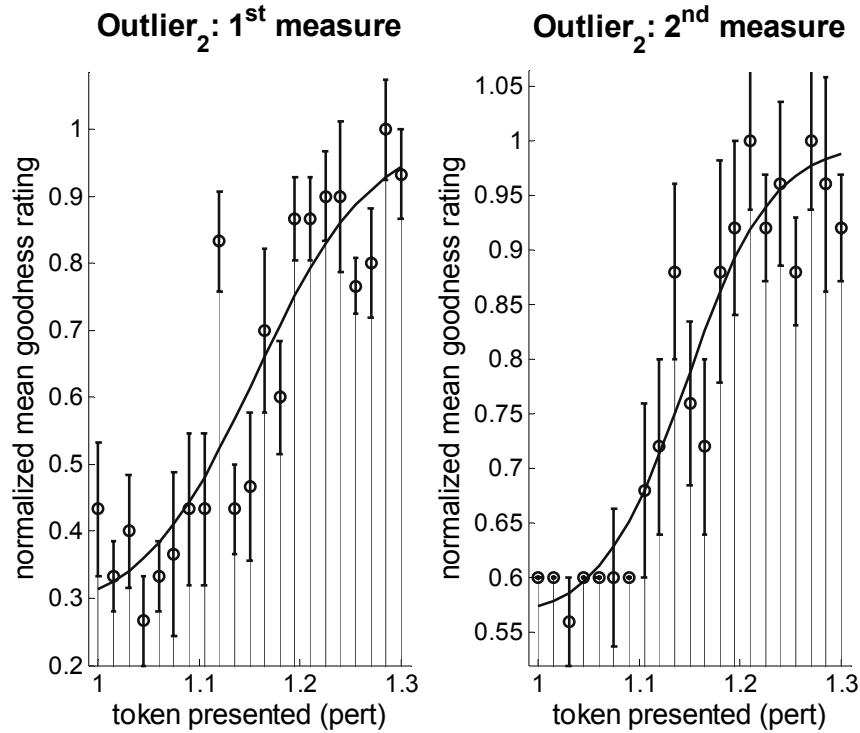 Outlier₂: 1ˢᵗ measure
normalized mean goodness rating
1
0.9
0.8
0.7
0.6
0.5
0.4
0.3
0.2
1 1.1 1.2 1.3
token presented (pert)
Outlier₂: 2ⁿᵈ measure
normalized mean goodness rating
1.05
1
0.95
0.9
0.85
0.8
0.75
0.7
0.65
0.6
0.55
1 1.1 1.2 1.3
token presented (pert)